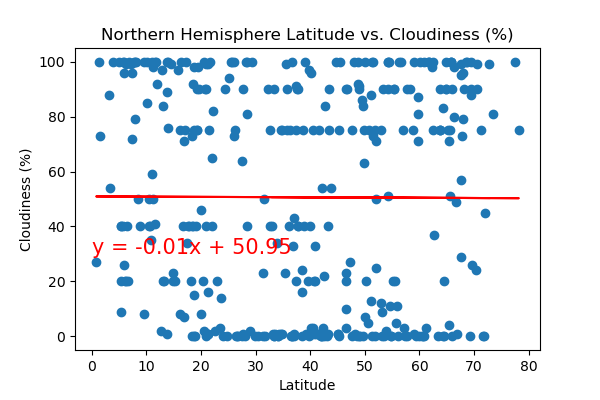 Northern Hemisphere Latitude vs. Cloudiness (%)
Cloudiness (%)
100
80
60
40
20
0
y = -0.01x + 50.95
0 10 20 30 40 50 60 70 80
Latitude